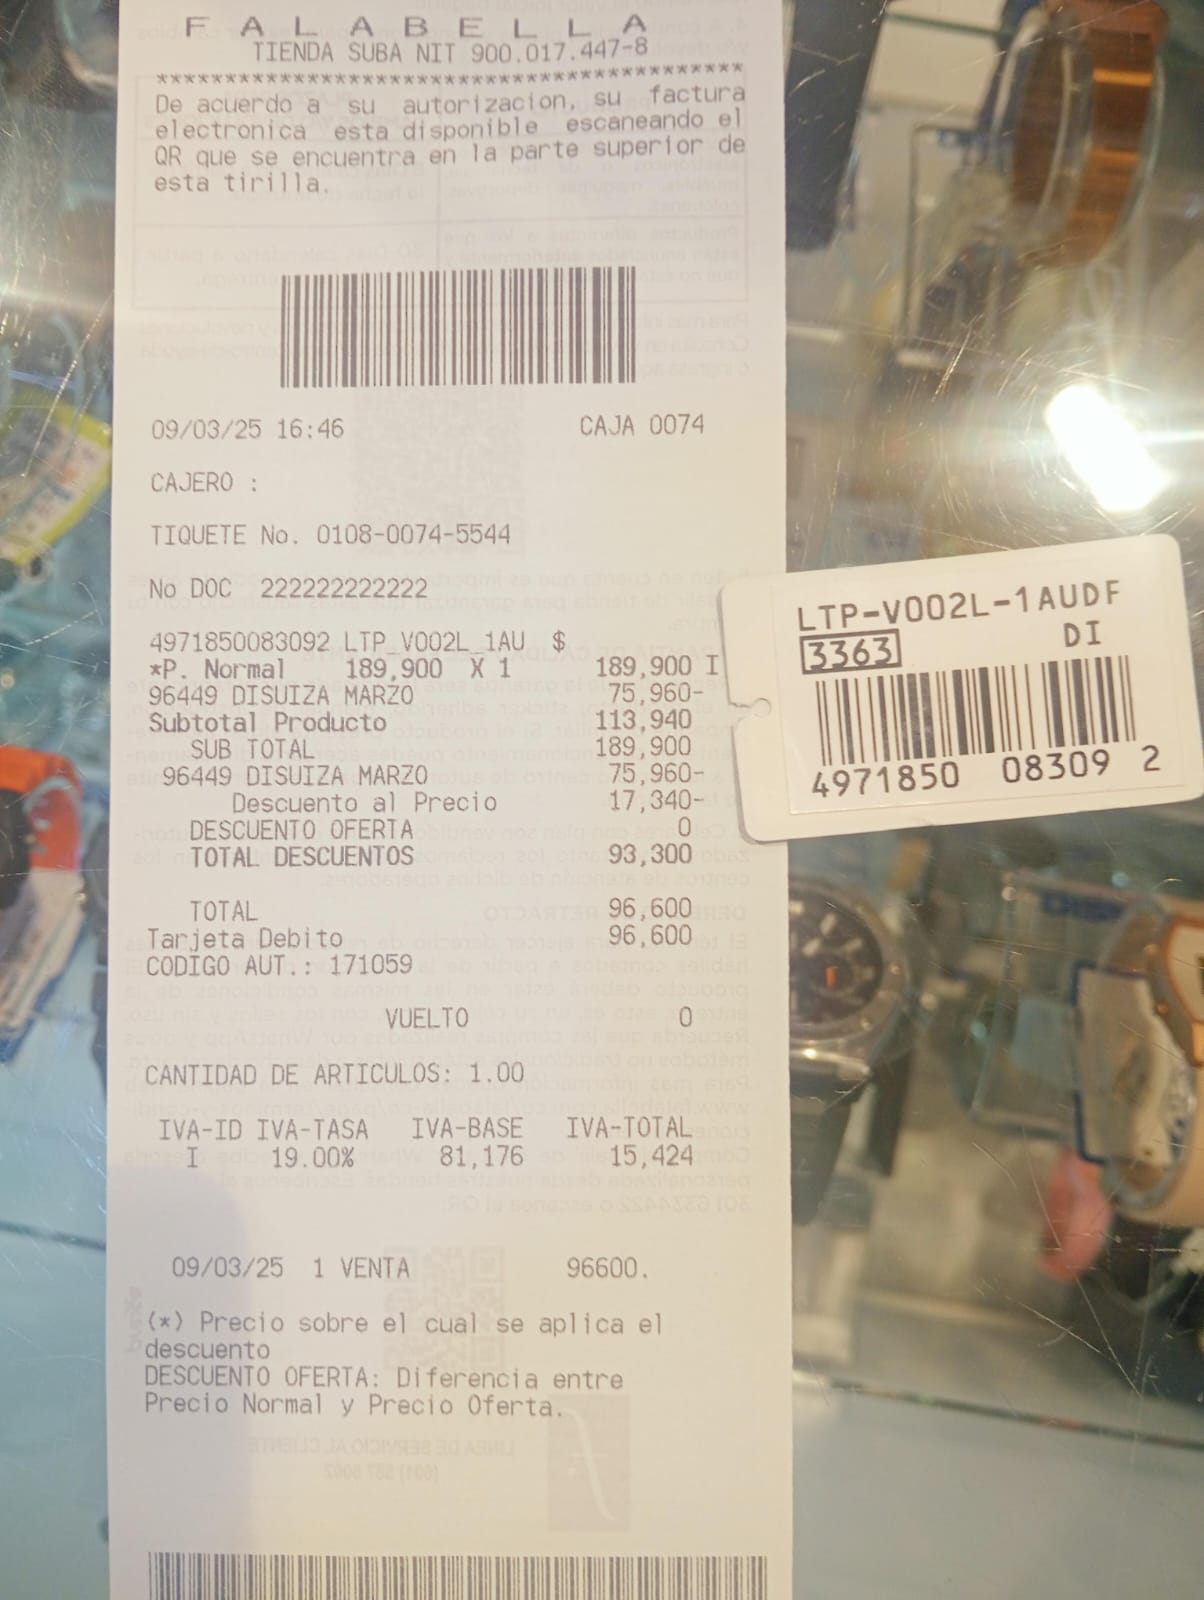 F A L A B E L L A
TIENDA SUBA NIT 900.017.447-8
******************************************
De acuerdo a su autorizacion, su factura
electronica esta disponible escaneando el
QR que se encuentra en la parte superior de
esta tirilla.
09/03/25 16:46 CAJA 0074
CAJERO :
TIQUETE No. 0108-0074-5544
No DOC 222222222222
4971850083092 LTP_V002L_1AU $
*P. Normal 189,900 X 1 189,900 I
96449 DISUIZA MARZO 75,960-
Subtotal Producto 113,940
SUB TOTAL 189,900
96449 DISUIZA MARZO 75,960-
Descuento al Precio 17,340-
DESCUENTO OFERTA 0
TOTAL DESCUENTOS 93,300
TOTAL 96,600
Tarjeta Debito 96,600
CODIGO AUT.: 171059
VUELTO 0
CANTIDAD DE ARTICULOS: 1.00
IVA-ID IVA-TASA IVA-BASE IVA-TOTAL
I 19.00% 81,176 15,424
09/03/25 1 VENTA 96600.
(*) Precio sobre el cual se aplica el
descuento
DESCUENTO OFERTA: Diferencia entre
Precio Normal y Precio Oferta.
LTP-V002L-1AUDF
3363 DI
4971850 08309 2